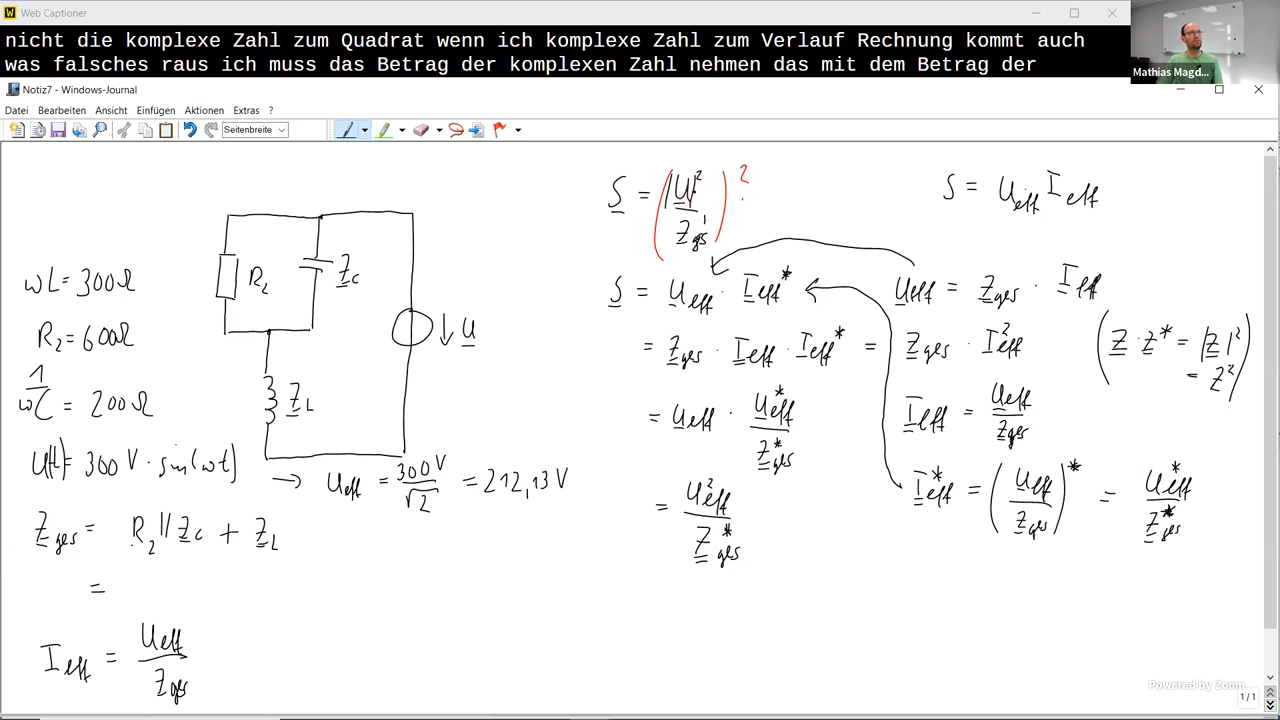 Web Captioner
nicht die komplexe Zahl zum Quadrat wenn ich komplexe Zahl zum Verlauf Rechnung kommt auch
was falsches raus ich muss das Betrag der komplexen Zahl nehmen das mit dem Betrag der
Mathias Magd...
Notiz7 - Windows-Journal
Datei Bearbeiten Ansicht Einfügen Aktionen Extras ?
Seitenbreite
S = (|U|² / Zges) ?
S = Ueff Ieff
ωL = 300Ω
R2 = 600Ω
1/ωC = 200Ω
U(t) = 300 V · sin(ωt)
→ Ueff = 300V/√2 = 212,13V
Zges = R2 || Zc + ZL
=
Ieff = Ueff / Zges
R2
Zc
U
ZL
S = Ueff · Ieff*
= Zges · Ieff · Ieff* = Zges · Ieff²
= Ueff · Ueff* / Zges*
= Ueff² / Zges*
Ueff = Zges · Ieff
(Z · Z* = |Z|²
= Z²)
Ieff = Ueff / Zges
Ieff* = (Ueff / Zges)* = Ueff* / Zges*
Powered by Zoom
1/1